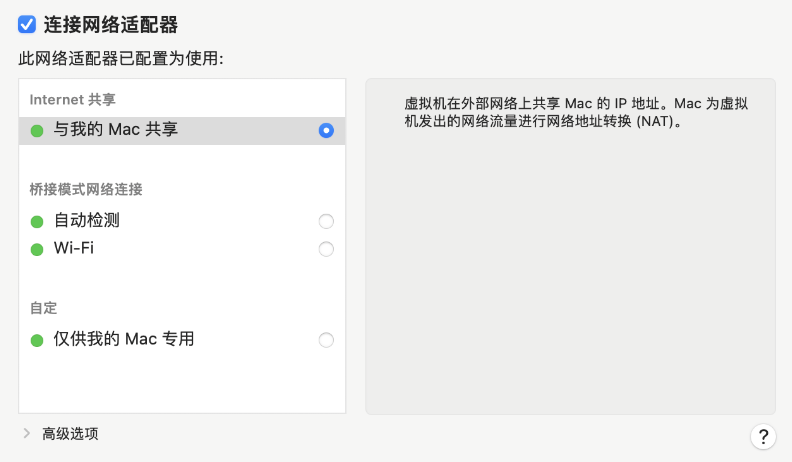 连接网络适配器
此网络适配器已配置为使用:
Internet 共享
与我的 Mac 共享
桥接模式网络连接
自动检测
Wi-Fi
自定
仅供我的 Mac 专用
虚拟机在外部网络上共享 Mac 的 IP 地址。Mac 为虚拟
机发出的网络流量进行网络地址转换 (NAT)。
高级选项
?